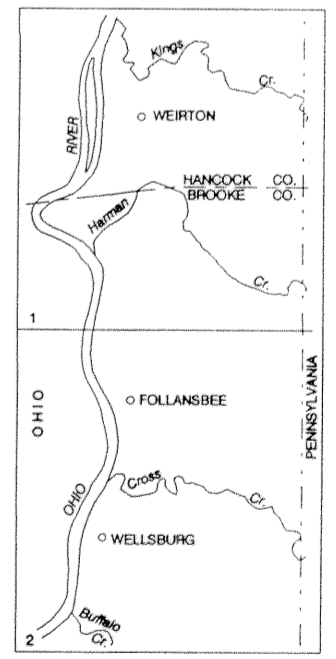 Kings Cr.
RIVER
WEIRTON
HANCOCK CO.
BROOKE CO.
Harman Cr.
1
OHIO
FOLLANSBEE
PENNSYLVANIA
Cross Cr.
OHIO
WELLSBURG
Buffalo Cr.
2